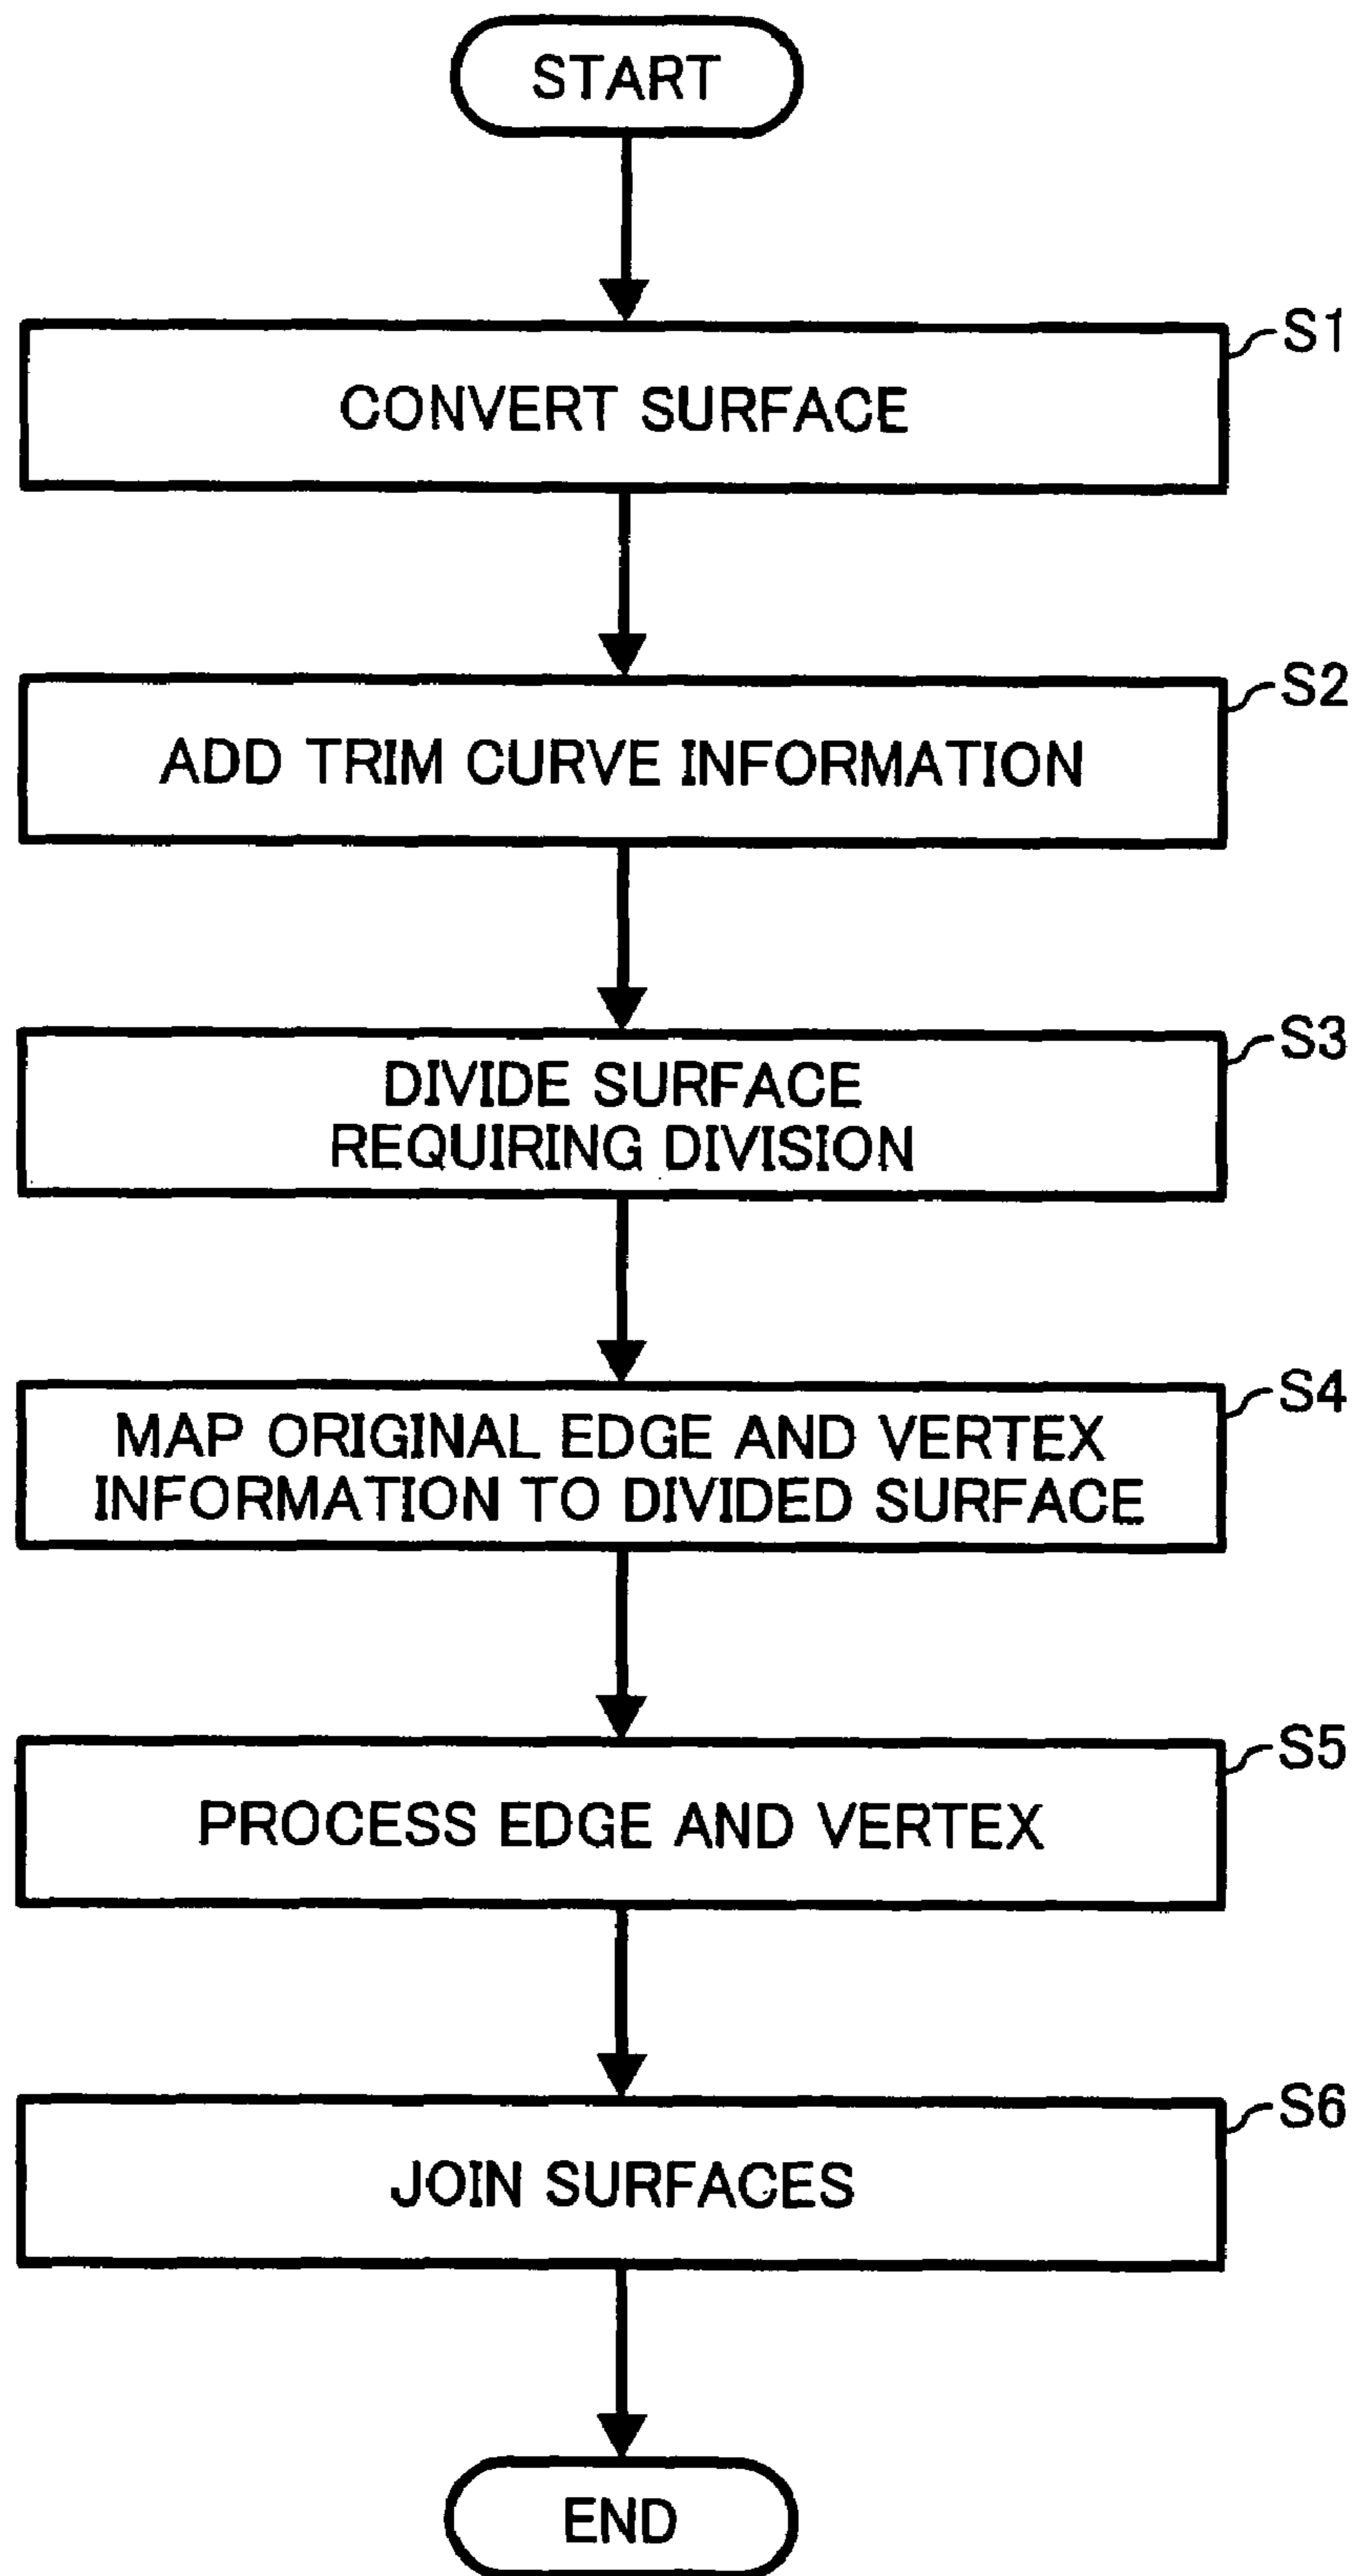 START
S1
CONVERT SURFACE
S2
ADD TRIM CURVE INFORMATION
S3
DIVIDE SURFACE
REQUIRING DIVISION
S4
MAP ORIGINAL EDGE AND VERTEX
INFORMATION TO DIVIDED SURFACE
S5
PROCESS EDGE AND VERTEX
S6
JOIN SURFACES
END